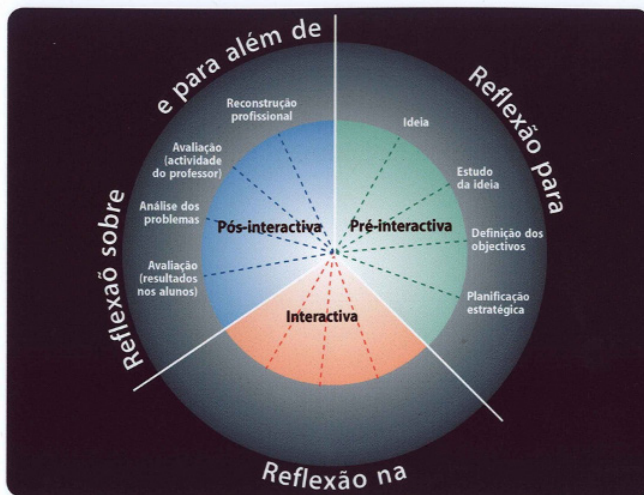 e para além de
Reflexão para
Reflexaõ sobre
Reflexão na
Reconstrução
profissional
Avaliação
(actividade
do professor)
Análise dos
problemas
Avaliação
(resultados
nos alunos)
Pós-interactiva
Ideia
Estudo
da ideia
Definição dos
objectivos
Planificação
estratégica
Pré-interactiva
Interactiva